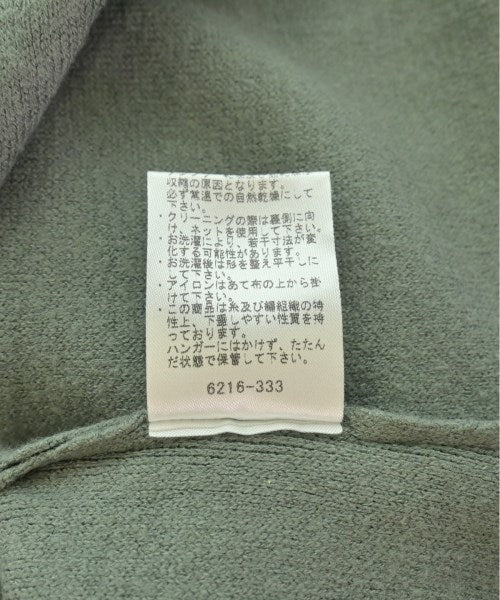 収縮の原因となります。
必ず常温での自然乾燥にして
下さい。
・クリーニングの際は裏側に向
け、ネットを使用して下さい。
・お洗濯により、若干寸法が変
化する可能性があります。
・お洗濯後は形を整え平干しに
して下さい。
・アイロンはあて布の上から掛
けて下さい。
・この商品は糸及び編組織の特
性上、下垂しやすい性質を持
っております。
ハンガーにはかけず、たたん
だ状態で保管して下さい。
6216-333